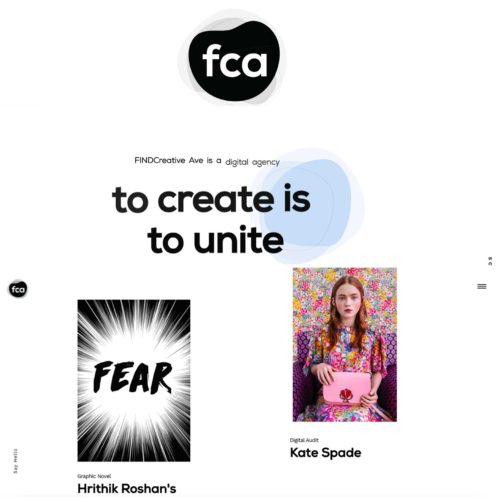 fca
FINDCreative Ave is a digital agency
to create is
to unite
fca
FEAR
Digital Audit
Kate Spade
Say Hello
Graphic Novel
Hrithik Roshan's